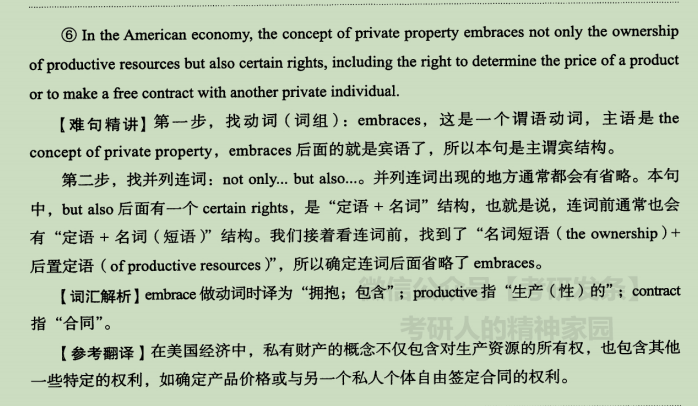 ⑥ In the American economy, the concept of private property embraces not only the ownership
of productive resources but also certain rights, including the right to determine the price of a product
or to make a free contract with another private individual.
【难句精讲】第一步，找动词（词组）：embraces，这是一个谓语动词，主语是 the
concept of private property，embraces 后面的就是宾语了，所以本句是主谓宾结构。
第二步，找并列连词：not only... but also...。并列连词出现的地方通常都会有省略。本句
中，but also 后面有一个 certain rights，是“定语 + 名词”结构，也就是说，连词前通常也会
有“定语 + 名词（短语）”结构。我们接着看连词前，找到了“名词短语（the ownership）+
后置定语（of productive resources）”，所以确定连词后面省略了 embraces。
【词汇解析】embrace 做动词时译为“拥抱；包含”；productive 指“生产（性）的”；contract
指“合同”。
【参考翻译】在美国经济中，私有财产的概念不仅包含对生产资源的所有权，也包含其他
一些特定的权利，如确定产品价格或与另一个私人个体自由签定合同的权利。
考研人的精神家园